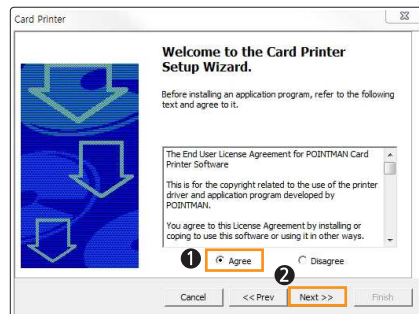 Card Printer
Welcome to the Card Printer
Setup Wizard.
Before installing an application program, refer to the following
text and agree to it.
The End User License Agreement for POINTMAN Card
Printer Software
This is for the copyright related to the use of the printer
driver and application program developed by
POINTMAN.
You agree to this License Agreement by installing or
coping to use this software or using it in other ways.
1 Agree Disagree
2
Cancel << Prev Next >> Finish